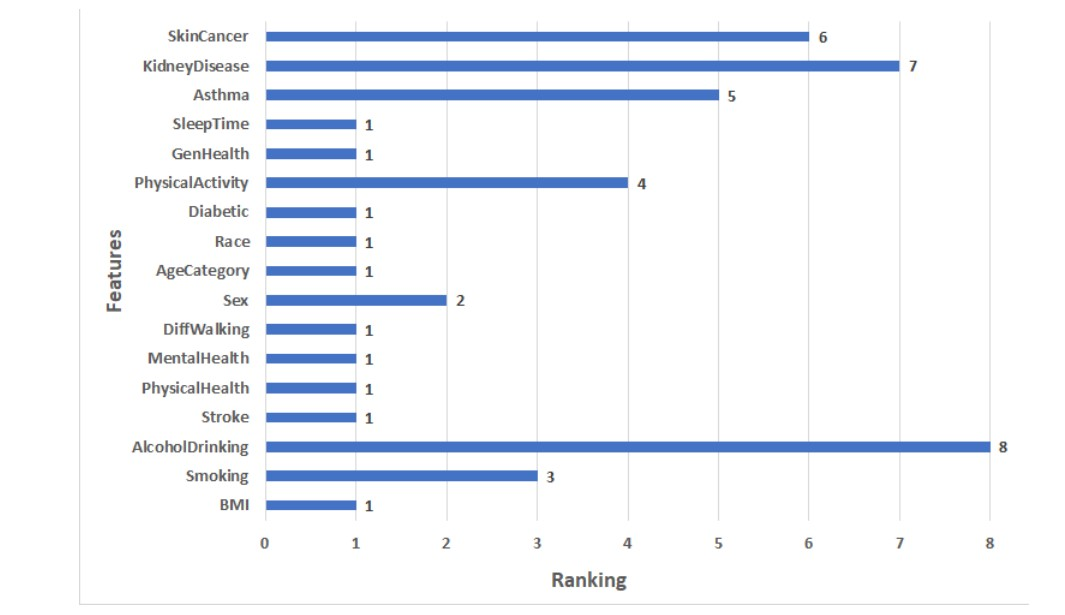 SkinCancer 6
KidneyDisease 7
Asthma 5
SleepTime 1
GenHealth 1
PhysicalActivity 4
Diabetic 1
Race 1
AgeCategory 1
Sex 2
DiffWalking 1
MentalHealth 1
PhysicalHealth 1
Stroke 1
AlcoholDrinking 8
Smoking 3
BMI 1
Features
0 1 2 3 4 5 6 7 8
Ranking